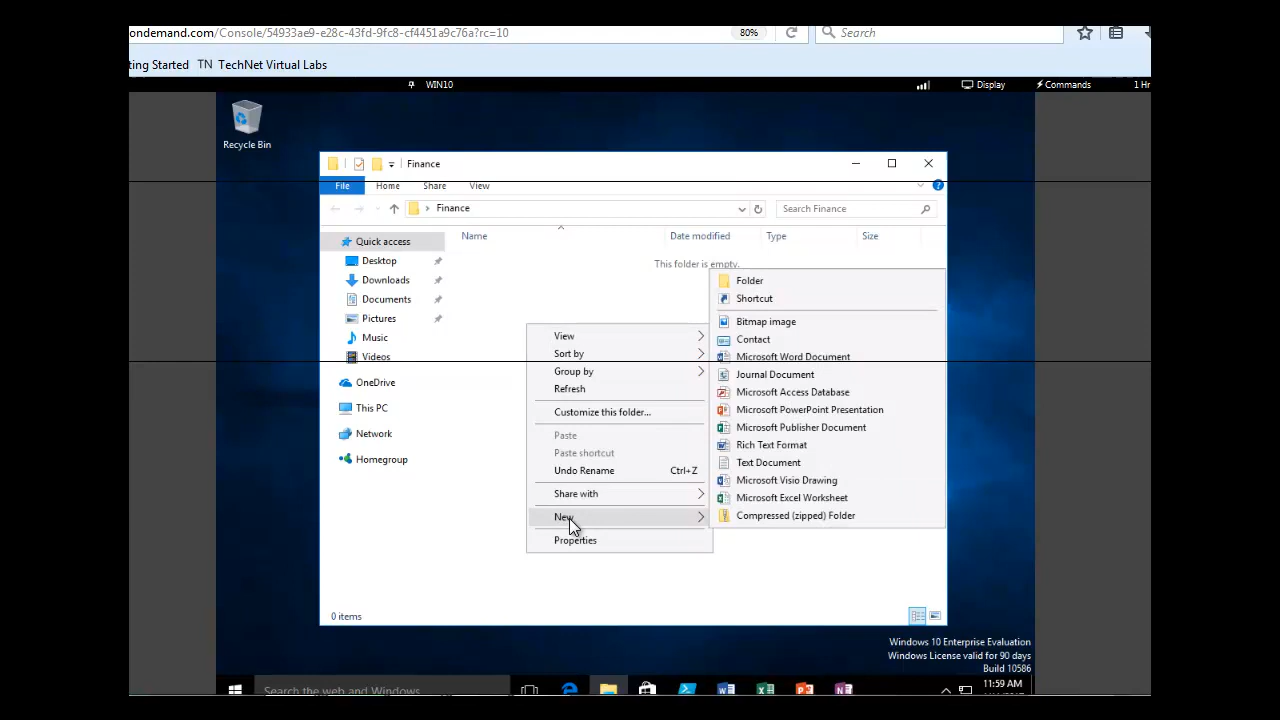 ondemand.com/Console/54933ae9-e28c-43fd-9fc8-cf4451a9c76a?rc=10 80% Search
ting Started TN TechNet Virtual Labs
WIN10 Display Commands 1 Hr
Recycle Bin
Finance
File Home Share View
Finance Search Finance
Name Date modified Type Size
This folder is empty.
Quick access
Desktop
Downloads
Documents
Pictures
Music
Videos
OneDrive
This PC
Network
Homegroup
View
Sort by
Group by
Refresh
Customize this folder...
Paste
Paste shortcut
Undo Rename Ctrl+Z
Share with
New
Properties
Folder
Shortcut
Bitmap image
Contact
Microsoft Word Document
Journal Document
Microsoft Access Database
Microsoft PowerPoint Presentation
Microsoft Publisher Document
Rich Text Format
Text Document
Microsoft Visio Drawing
Microsoft Excel Worksheet
Compressed (zipped) Folder
0 items
Windows 10 Enterprise Evaluation
Windows License valid for 90 days
Build 10586
Search the web and Windows
11:59 AM